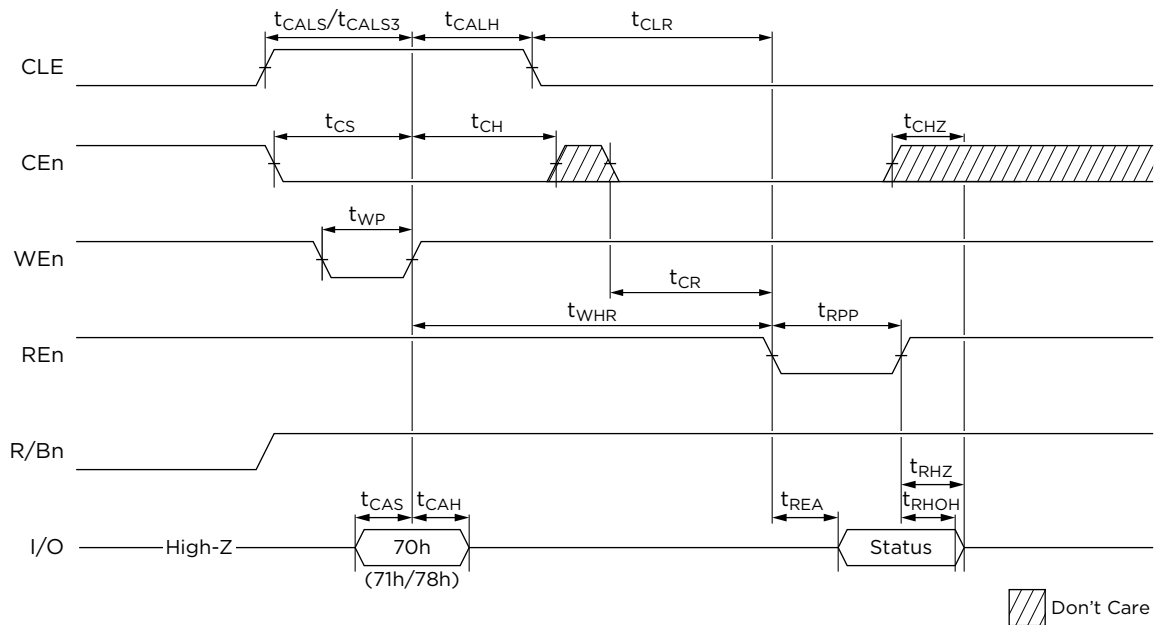 tCALS/tCALS3 tCALH tCLR
CLE
tCS tCH tCHZ
CEn
tWP
WEn
tCR
tWHR tRPP
REn
R/Bn
tRHZ
tCAS tCAH tREA tRHOH
I/O High-Z 70h Status
(71h/78h)
Don't Care